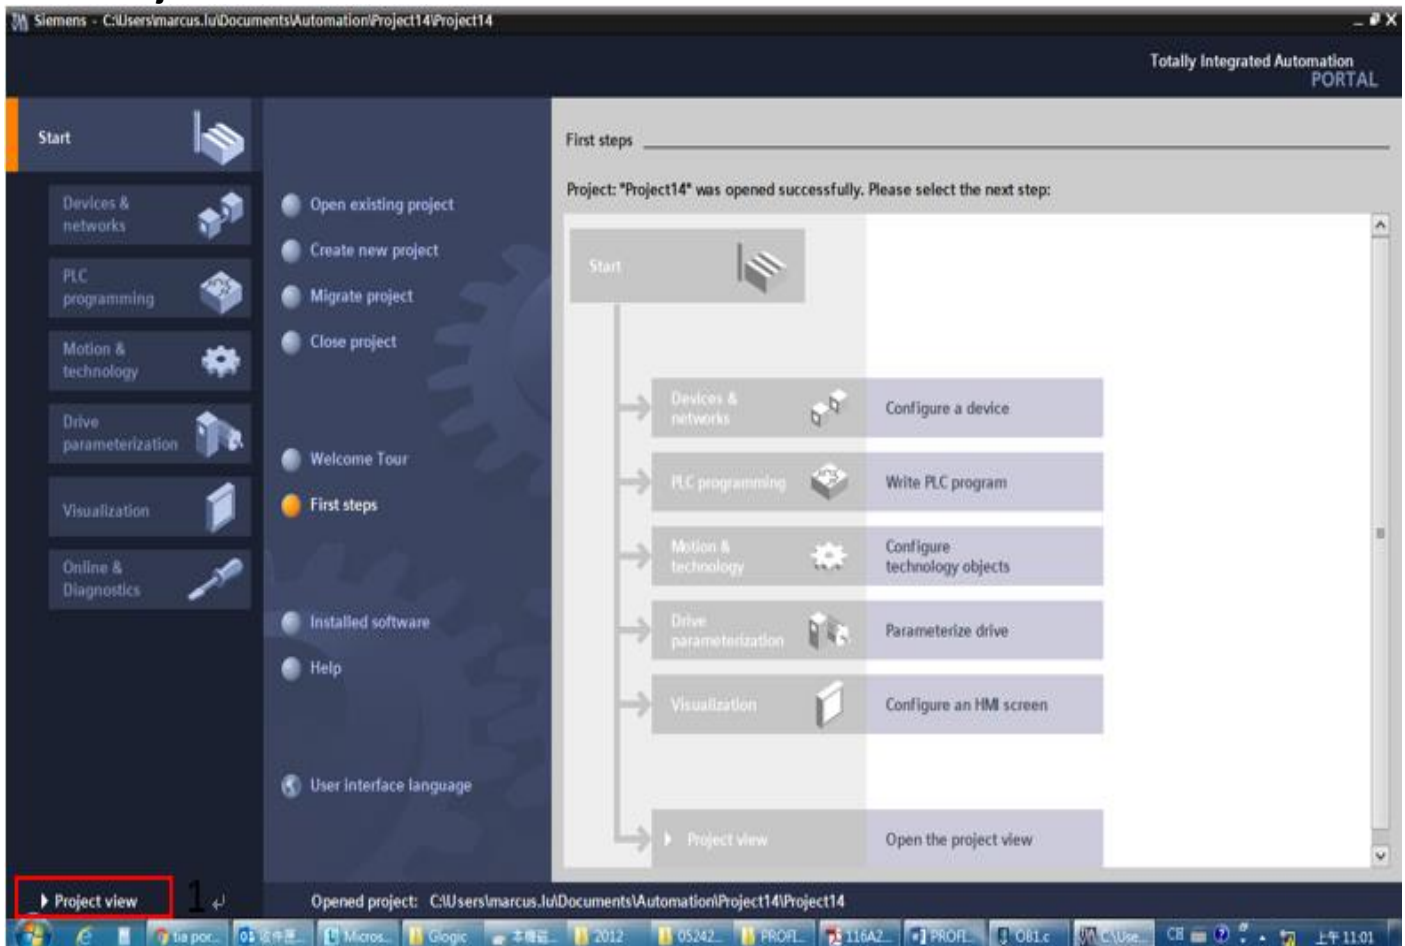 Siemens - C:\Users\marcus.lu\Documents\Automation\Project14\Project14
Totally Integrated Automation
PORTAL
Start
Devices &
networks
PLC
programming
Motion &
technology
Drive
parameterization
Visualization
Online &
Diagnostics
Open existing project
Create new project
Migrate project
Close project
Welcome Tour
First steps
Installed software
Help
User interface language
First steps
Project: "Project14" was opened successfully. Please select the next step:
Start
Devices &
networks
Configure a device
PLC programming
Write PLC program
Motion &
technology
Configure
technology objects
Drive
parameterization
Parameterize drive
Visualization
Configure an HMI screen
Project view
Open the project view
Project view
1
Opened project: C:\Users\marcus.lu\Documents\Automation\Project14\Project14
tia por...
Micros...
Glogic
2012
05242...
PROFI...
116A2...
PROFI...
OB1.c
C:\Use...
CH
上午 11:01